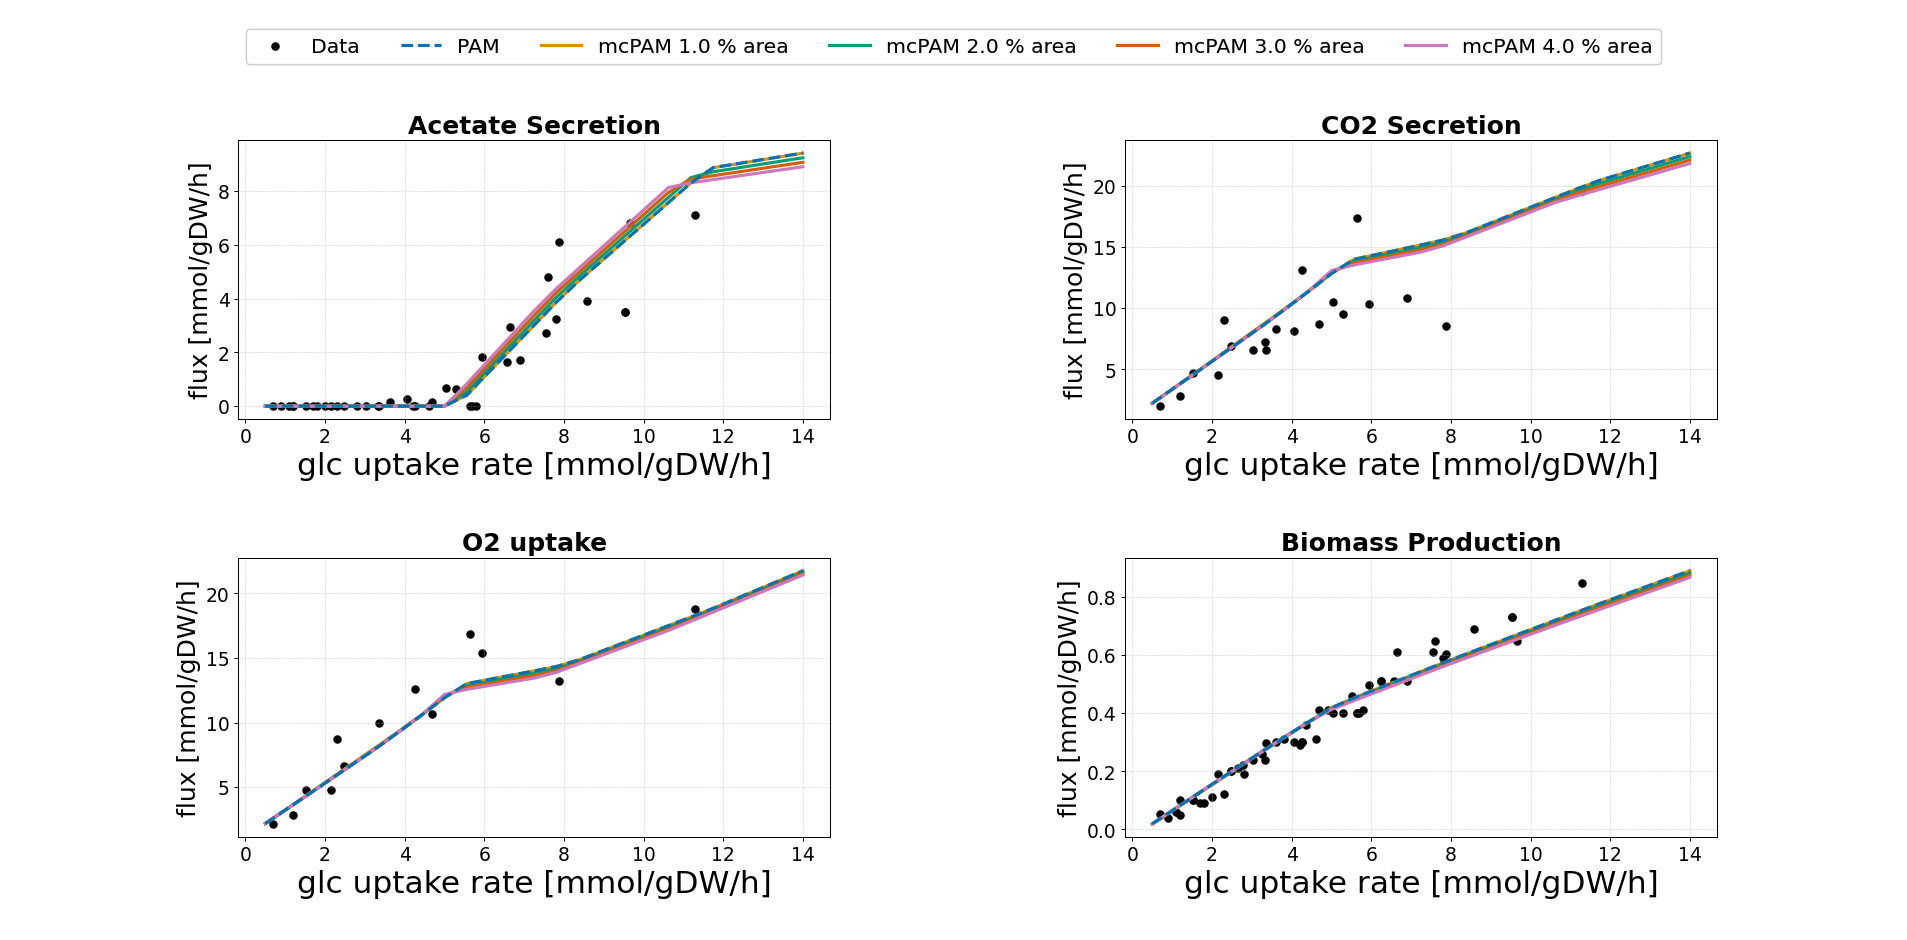 Data PAM mcPAM 1.0 % area mcPAM 2.0 % area mcPAM 3.0 % area mcPAM 4.0 % area
Acetate Secretion
flux [mmol/gDW/h]
8
6
4
2
0
0 2 4 6 8 10 12 14
glc uptake rate [mmol/gDW/h]
CO2 Secretion
flux [mmol/gDW/h]
20
15
10
5
0 2 4 6 8 10 12 14
glc uptake rate [mmol/gDW/h]
O2 uptake
flux [mmol/gDW/h]
20
15
10
5
0 2 4 6 8 10 12 14
glc uptake rate [mmol/gDW/h]
Biomass Production
flux [mmol/gDW/h]
0.8
0.6
0.4
0.2
0.0
0 2 4 6 8 10 12 14
glc uptake rate [mmol/gDW/h]